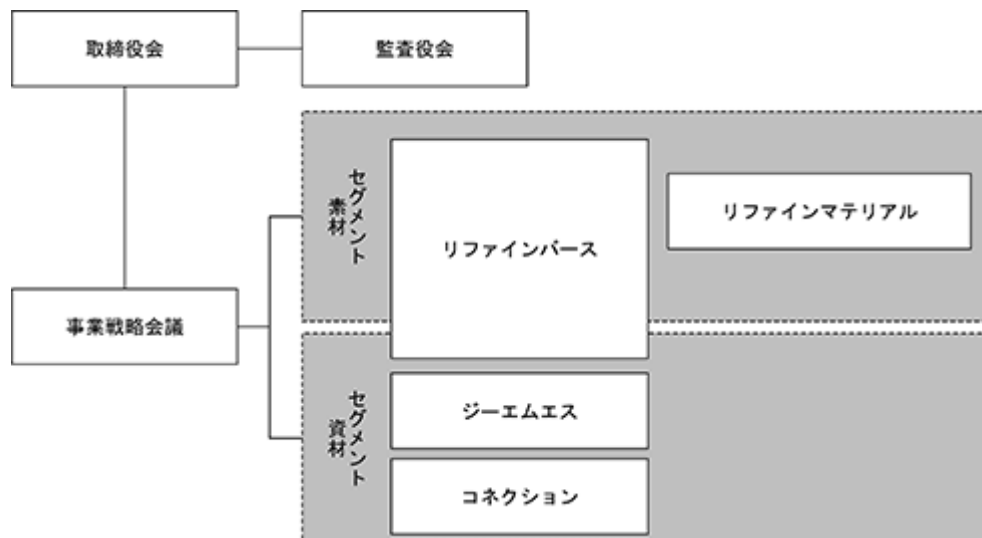 取締役会
監査役会
素材
セグメント
リファインバース
リファインマテリアル
事業戦略会議
資材
セグメント
ジーエムエス
コネクション